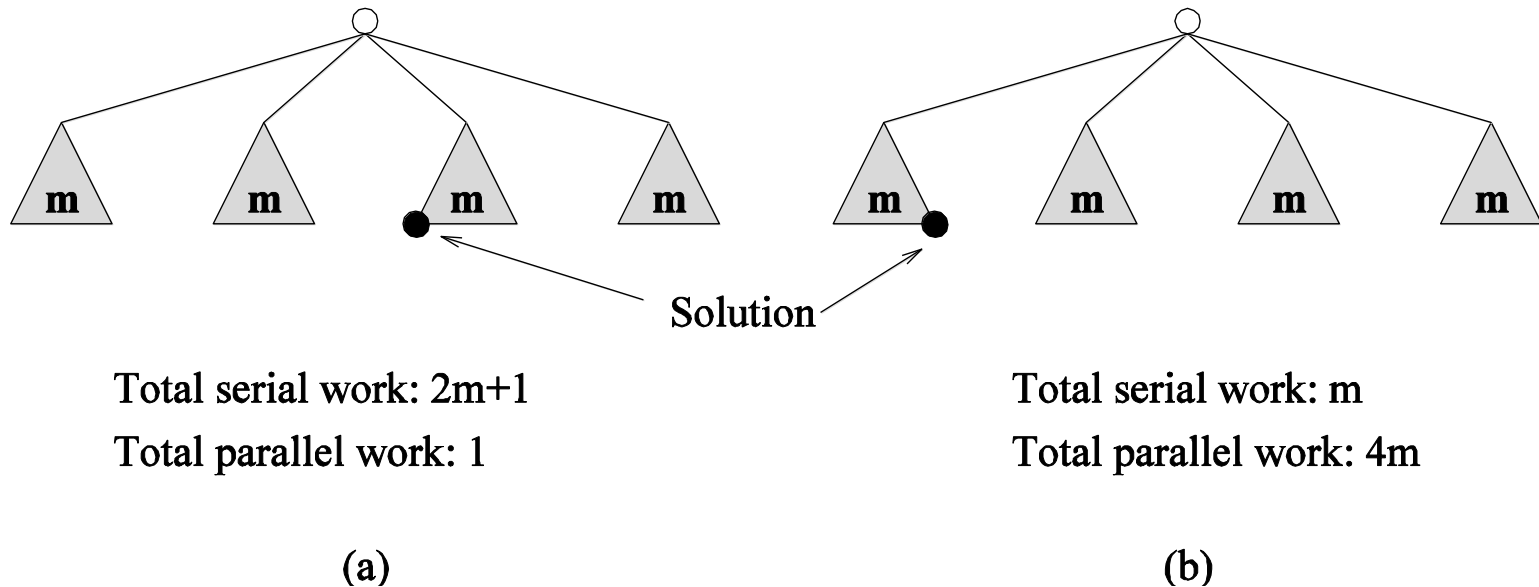 m m m m m m m m
Solution
Total serial work: 2m+1 Total serial work: m
Total parallel work: 1 Total parallel work: 4m
(a) (b)